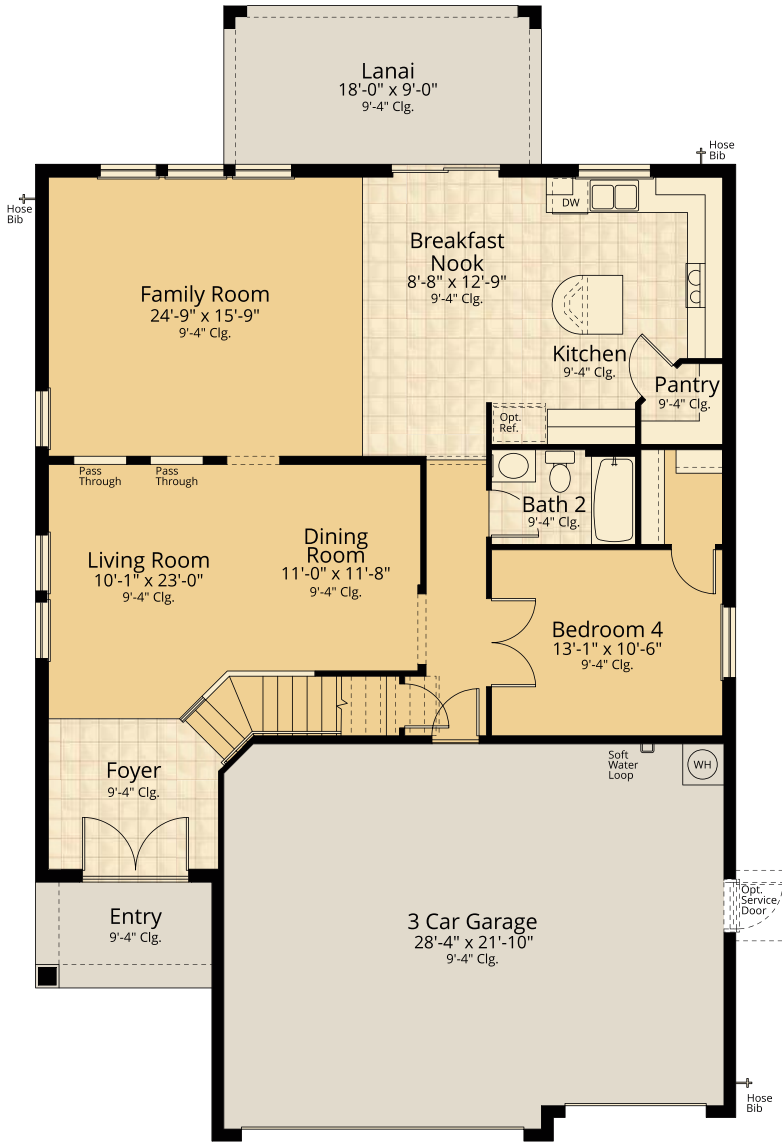 Lanai
18'-0" x 9'-0"
9'-4" Clg.
Hose
Bib
Hose
Bib
DW
Breakfast
Nook
8'-8" x 12'-9"
9'-4" Clg.
Family Room
24'-9" x 15'-9"
9'-4" Clg.
Kitchen
9'-4" Clg.
Pantry
9'-4" Clg.
Opt.
Ref.
Pass
Through
Pass
Through
Bath 2
9'-4" Clg.
Living Room
10'-1" x 23'-0"
9'-4" Clg.
Dining
Room
11'-0" x 11'-8"
9'-4" Clg.
Bedroom 4
13'-1" x 10'-6"
9'-4" Clg.
Foyer
9'-4" Clg.
Soft
Water
Loop
WH
Entry
9'-4" Clg.
3 Car Garage
28'-4" x 21'-10"
9'-4" Clg.
Opt.
Service
Door
Hose
Bib